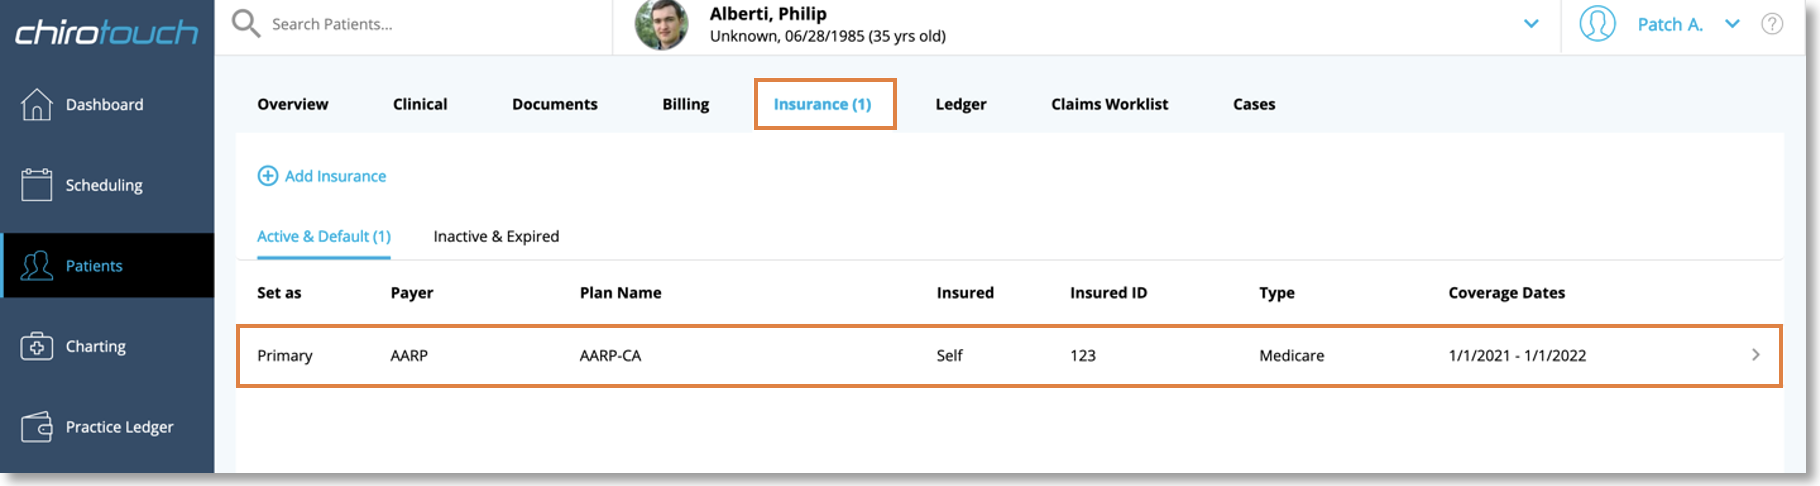 chirotouch
Search Patients...
Alberti, Philip
Unknown, 06/28/1985 (35 yrs old)
Patch A.
?
Dashboard
Scheduling
Patients
Charting
Practice Ledger
Overview Clinical Documents Billing Insurance (1) Ledger Claims Worklist Cases
Add Insurance
Active & Default (1) Inactive & Expired
Set as Payer Plan Name Insured Insured ID Type Coverage Dates
Primary AARP AARP-CA Self 123 Medicare 1/1/2021 - 1/1/2022